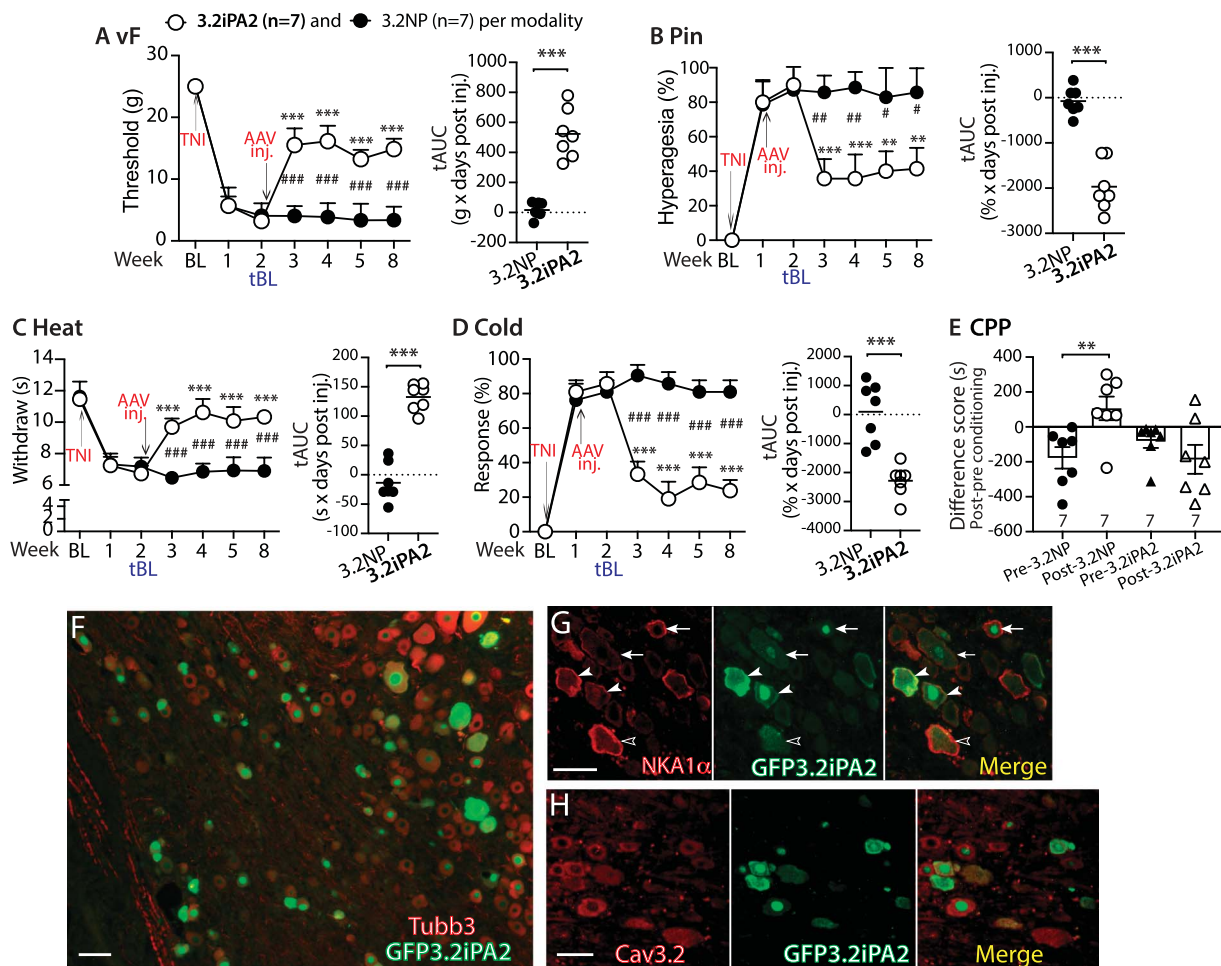 3.2iPA2 (n=7) and 3.2NP (n=7) per modality
A vF
Threshold (g)
30
20
10
0
TNI
AAV
inj.
***
***
***
***
###
###
###
###
Week
BL
1
2
3
4
5
8
tBL
***
tAUC
(g x days post inj.)
1000
800
600
400
200
0
-200
3.2NP
3.2iPA2
B Pin
Hyperagesia (%)
100
80
60
40
20
0
TNI
AAV
inj.
##
##
#
#
***
***
**
**
BL
1
2
3
4
5
8
Week
tBL
***
tAUC
(% x days post inj.)
1000
0
-1000
-2000
-3000
3.2NP
3.2iPA2
C Heat
Withdraw (s)
14
12
10
8
6
4
2
0
TNI
AAV
inj.
***
***
***
***
###
###
###
###
Week
BL
1
2
3
4
5
8
tBL
***
tAUC
(s x days post inj.)
200
150
100
50
0
-50
-100
3.2NP
3.2iPA2
D Cold
Response (%)
100
80
60
40
20
0
TNI
AAV
inj.
###
###
###
###
***
***
***
***
Week
BL
1
2
3
4
5
8
tBL
***
tAUC
(% x days post inj.)
2000
1000
0
-1000
-2000
-3000
-4000
3.2NP
3.2iPA2
E CPP
Difference score (s)
Post-pre conditioning
400
200
0
-200
-400
-600
**
7
7
7
7
Pre-3.2NP
Post-3.2NP
Pre-3.2iPA2
Post-3.2iPA2
F
Tubb3
GFP3.2iPA2
G
NKA1α
GFP3.2iPA2
Merge
H
Cav3.2
GFP3.2iPA2
Merge